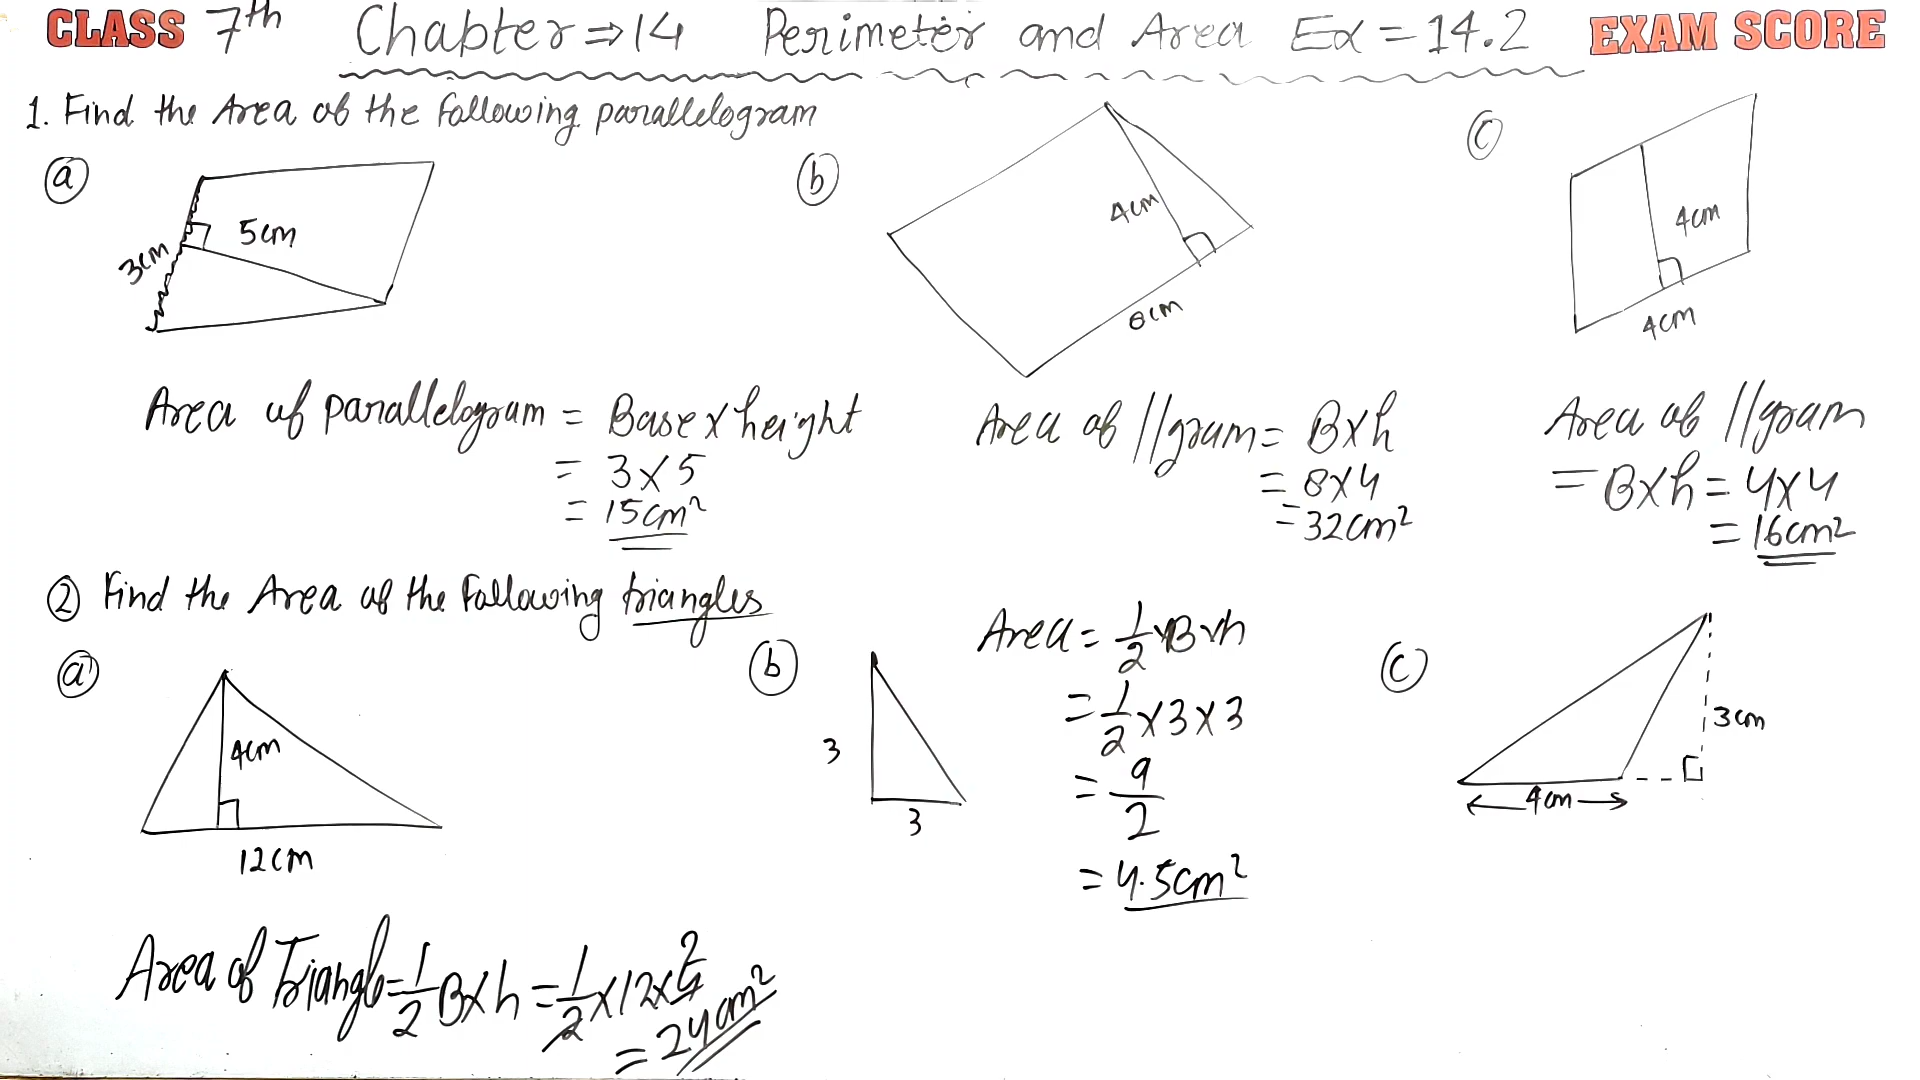 CLASS 7th Chapter ⇒ 14 Perimeter and Area Ex = 14.2 EXAM SCORE
1. Find the Area of the following parallelogram
(a)
5cm
3cm
(b)
4cm
8cm
(c)
4cm
4cm
Area of parallelogram = Base x height
= 3 x 5
= 15cm²
Area of //gram = B x h
= 8 x 4
= 32cm²
Area of //gram
= B x h = 4 x 4
= 16cm²
(2) Find the Area of the Following triangles
(a)
4cm
12cm
Area of Triangle = 1/2 B x h = 1/2 x 12 x 4 2
= 24cm²
(b)
3
3
Area = 1/2 x B x h
= 1/2 x 3 x 3
= 9/2
= 4.5cm²
(c)
3cm
4cm